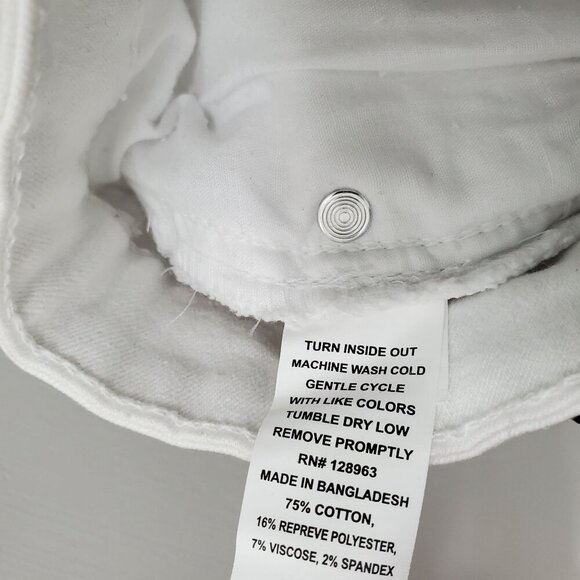 TURN INSIDE OUT
MACHINE WASH COLD
GENTLE CYCLE
WITH LIKE COLORS
TUMBLE DRY LOW
REMOVE PROMPTLY
RN# 128963
MADE IN BANGLADESH
75% COTTON,
16% REPREVE POLYESTER,
7% VISCOSE, 2% SPANDEX